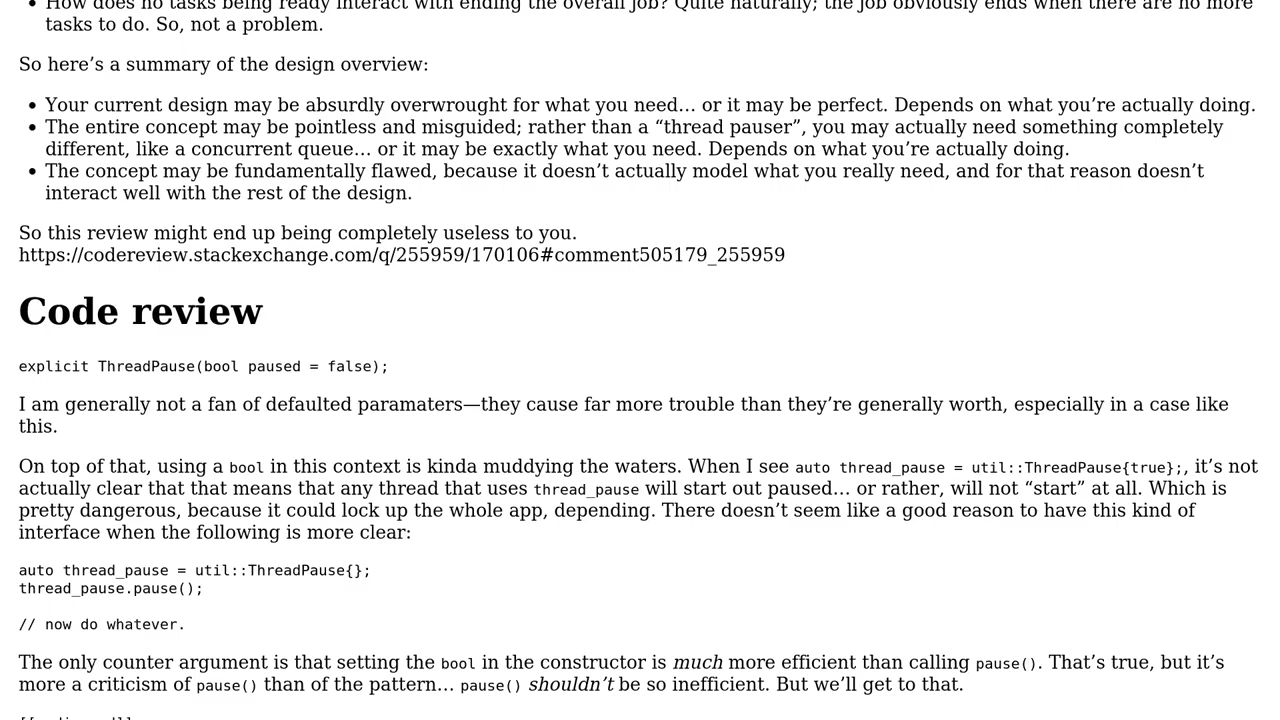 How does no tasks being ready interact with ending the overall job? Quite naturally; the job obviously ends when there are no more
tasks to do. So, not a problem.
So here’s a summary of the design overview:
• Your current design may be absurdly overwrought for what you need… or it may be perfect. Depends on what you’re actually doing.
• The entire concept may be pointless and misguided; rather than a “thread pauser”, you may actually need something completely
different, like a concurrent queue… or it may be exactly what you need. Depends on what you’re actually doing.
• The concept may be fundamentally flawed, because it doesn’t actually model what you really need, and for that reason doesn’t
interact well with the rest of the design.
So this review might end up being completely useless to you.
https://codereview.stackexchange.com/q/255959/170106#comment505179_255959
Code review
explicit ThreadPause(bool paused = false);
I am generally not a fan of defaulted paramaters—they cause far more trouble than they’re generally worth, especially in a case like
this.
On top of that, using a bool in this context is kinda muddying the waters. When I see auto thread_pause = util::ThreadPause{true};, it’s not
actually clear that that means that any thread that uses thread_pause will start out paused… or rather, will not “start” at all. Which is
pretty dangerous, because it could lock up the whole app, depending. There doesn’t seem like a good reason to have this kind of
interface when the following is more clear:
auto thread_pause = util::ThreadPause{};
thread_pause.pause();
// now do whatever.
The only counter argument is that setting the bool in the constructor is much more efficient than calling pause(). That’s true, but it’s
more a criticism of pause() than of the pattern… pause() shouldn’t be so inefficient. But we’ll get to that.